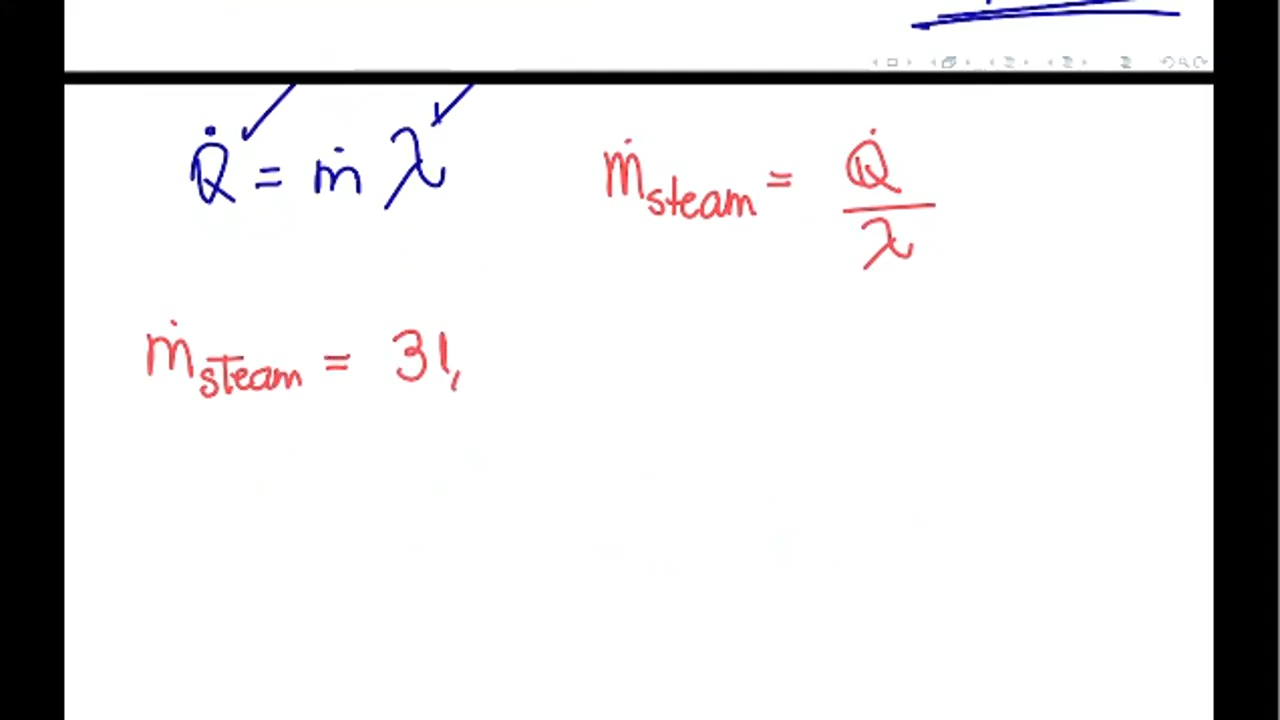 Q̇ = ṁ λ
ṁsteam = Q̇ / λ
ṁsteam = 31,